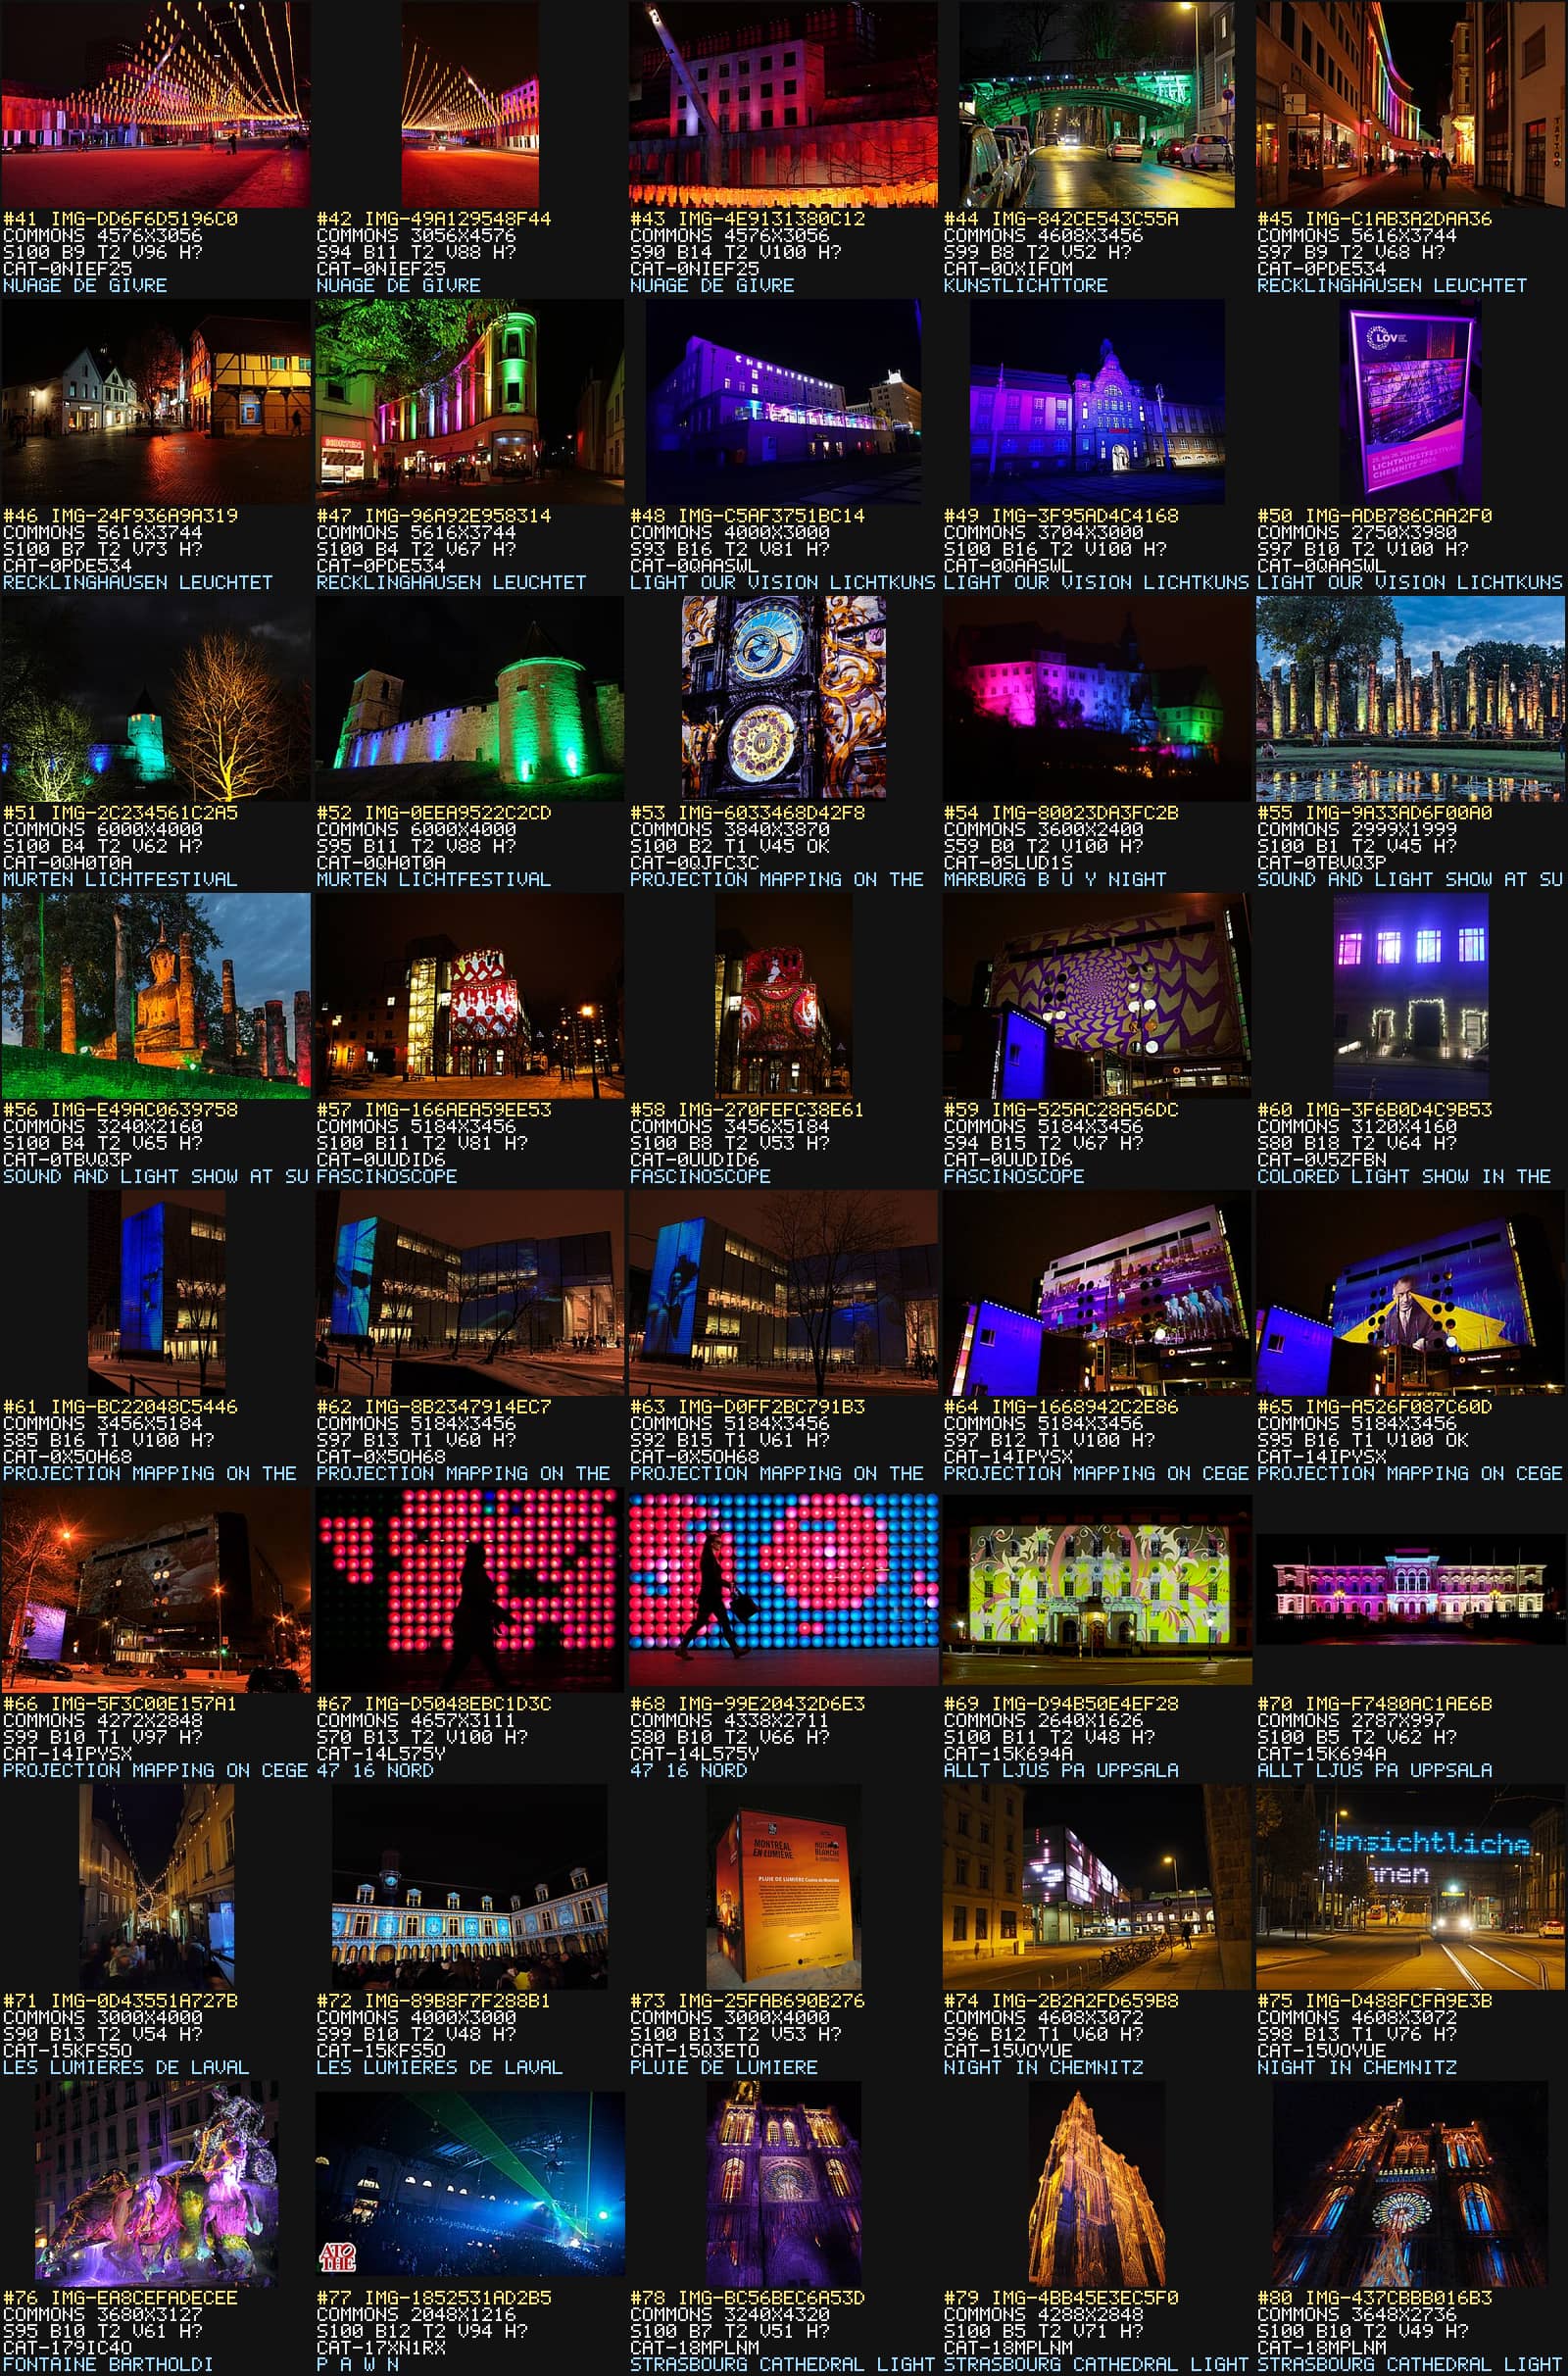 #41 IMG-DD6F6D5196C0
COMMONS 4576X3056
S100 B9 T2 V96 H?
CAT-0NIEF25
NUAGE DE GIVRE
#42 IMG-49A129548F44
COMMONS 3056X4576
S94 B11 T2 V88 H?
CAT-0NIEF25
NUAGE DE GIVRE
#43 IMG-4E9131380C12
COMMONS 4576X3056
S90 B14 T2 V100 H?
CAT-0NIEF25
NUAGE DE GIVRE
#44 IMG-842CE543C55A
COMMONS 4608X3456
S99 B8 T2 V52 H?
CAT-0OXIFOM
KUNSTLICHTTORE
#45 IMG-C1AB3A2DAA36
COMMONS 5616X3744
S97 B9 T2 V68 H?
CAT-0PDE534
RECKLINGHAUSEN LEUCHTET
#46 IMG-24F936A9A319
COMMONS 5616X3744
S100 B7 T2 V73 H?
CAT-0PDE534
RECKLINGHAUSEN LEUCHTET
#47 IMG-96A92E958314
COMMONS 5616X3744
S100 B4 T2 V67 H?
CAT-0PDE534
RECKLINGHAUSEN LEUCHTET
CHEMNITZER HOF
#48 IMG-C5AF3751BC14
COMMONS 4000X3000
S93 B16 T2 V81 H?
CAT-0QAASWL
LIGHT OUR VISION LICHTKUNS
#49 IMG-3F95AD4C4168
COMMONS 3704X3000
S100 B16 T2 V100 H?
CAT-0QAASWL
LIGHT OUR VISION LICHTKUNS
LOV
LICHTKUNSTFESTIVAL
CHEMNITZ 2024
#50 IMG-ADB786CAA2F0
COMMONS 2750X3980
S97 B10 T2 V100 H?
CAT-0QAASWL
LIGHT OUR VISION LICHTKUNS
#51 IMG-2C234561C2A5
COMMONS 6000X4000
S100 B4 T2 V62 H?
CAT-0QH0T0A
MURTEN LICHTFESTIVAL
#52 IMG-0EEA9522C2CD
COMMONS 6000X4000
S95 B11 T2 V88 H?
CAT-0QH0T0A
MURTEN LICHTFESTIVAL
#53 IMG-6033468D42F8
COMMONS 3840X3870
S100 B2 T1 V45 OK
CAT-0QJFC3C
PROJECTION MAPPING ON THE
#54 IMG-80023DA3FC2B
COMMONS 3600X2400
S59 B0 T2 V100 H?
CAT-0SLUD1S
MARBURG B U Y NIGHT
#55 IMG-9A33AD6F00A0
COMMONS 2999X1999
S100 B1 T2 V45 H?
CAT-0TBVQ3P
SOUND AND LIGHT SHOW AT SU
#56 IMG-E49AC0639758
COMMONS 3240X2160
S100 B4 T2 V65 H?
CAT-0TBVQ3P
SOUND AND LIGHT SHOW AT SU
#57 IMG-166AEA59EE53
COMMONS 5184X3456
S100 B11 T2 V81 H?
CAT-0UUDID6
FASCINOSCOPE
#58 IMG-270FEFC38E61
COMMONS 3456X5184
S100 B8 T2 V53 H?
CAT-0UUDID6
FASCINOSCOPE
#59 IMG-525AC28A56DC
COMMONS 5184X3456
S94 B15 T2 V67 H?
CAT-0UUDID6
FASCINOSCOPE
#60 IMG-3F6B0D4C9B53
COMMONS 3120X4160
S80 B18 T2 V64 H?
CAT-0V5ZFBN
COLORED LIGHT SHOW IN THE
#61 IMG-BC22048C5446
COMMONS 3456X5184
S85 B16 T1 V100 H?
CAT-0X5OH68
PROJECTION MAPPING ON THE
#62 IMG-8B2347914EC7
COMMONS 5184X3456
S97 B13 T1 V60 H?
CAT-0X5OH68
PROJECTION MAPPING ON THE
#63 IMG-D0FF2BC791B3
COMMONS 5184X3456
S92 B15 T1 V61 H?
CAT-0X5OH68
PROJECTION MAPPING ON THE
#64 IMG-1668942C2E86
COMMONS 5184X3456
S97 B12 T1 V100 H?
CAT-14IPYSX
PROJECTION MAPPING ON CEGE
#65 IMG-A526F087C60D
COMMONS 5184X3456
S95 B16 T1 V100 OK
CAT-14IPYSX
PROJECTION MAPPING ON CEGE
#66 IMG-5F3C00E157A1
COMMONS 4272X2848
S99 B10 T1 V97 H?
CAT-14IPYSX
PROJECTION MAPPING ON CEGE
#67 IMG-D5048EBC1D3C
COMMONS 4657X3111
S70 B13 T2 V100 H?
CAT-14L575Y
47 16 NORD
#68 IMG-99E20432D6E3
COMMONS 4338X2711
S80 B10 T2 V66 H?
CAT-14L575Y
47 16 NORD
#69 IMG-D94B50E4EF28
COMMONS 2640X1626
S100 B11 T2 V48 H?
CAT-15K694A
ALLT LJUS PA UPPSALA
#70 IMG-F7480AC1AE6B
COMMONS 2787X997
S100 B5 T2 V62 H?
CAT-15K694A
ALLT LJUS PA UPPSALA
#71 IMG-0D43551A727B
COMMONS 3000X4000
S90 B13 T2 V54 H?
CAT-15KFS5O
LES LUMIERES DE LAVAL
#72 IMG-89B8F7F288B1
COMMONS 4000X3000
S99 B10 T2 V48 H?
CAT-15KFS5O
LES LUMIERES DE LAVAL
MONTRÉAL
EN LUMIÈRE
NUIT
BLANCHE
PLUIE DE LUMIERE
#73 IMG-25FAB690B276
COMMONS 3000X4000
S100 B13 T2 V53 H?
CAT-15Q3ETO
PLUIE DE LUMIERE
#74 IMG-2B2A2FD659B8
COMMONS 4608X3072
S96 B12 T1 V60 H?
CAT-15VOYUE
NIGHT IN CHEMNITZ
ensichtliche
nnen
#75 IMG-D488FCFA9E3B
COMMONS 4608X3072
S98 B13 T1 V76 H?
CAT-15VOYUE
NIGHT IN CHEMNITZ
#76 IMG-EA8CEFADECEE
COMMONS 3680X3127
S95 B10 T2 V61 H?
CAT-179IC4O
FONTAINE BARTHOLDI
ATO
THE
#77 IMG-1852531AD2B5
COMMONS 2048X1216
S100 B12 T2 V94 H?
CAT-17XN1RX
P A W N
#78 IMG-BC56BEC6A53D
COMMONS 3240X4320
S100 B7 T2 V51 H?
CAT-18MPLNM
STRASBOURG CATHEDRAL LIGHT
#79 IMG-4BB45E3EC5F0
COMMONS 4288X2848
S100 B5 T2 V71 H?
CAT-18MPLNM
STRASBOURG CATHEDRAL LIGHT
#80 IMG-437CBBB016B3
COMMONS 3648X2736
S100 B10 T2 V49 H?
CAT-18MPLNM
STRASBOURG CATHEDRAL LIGHT